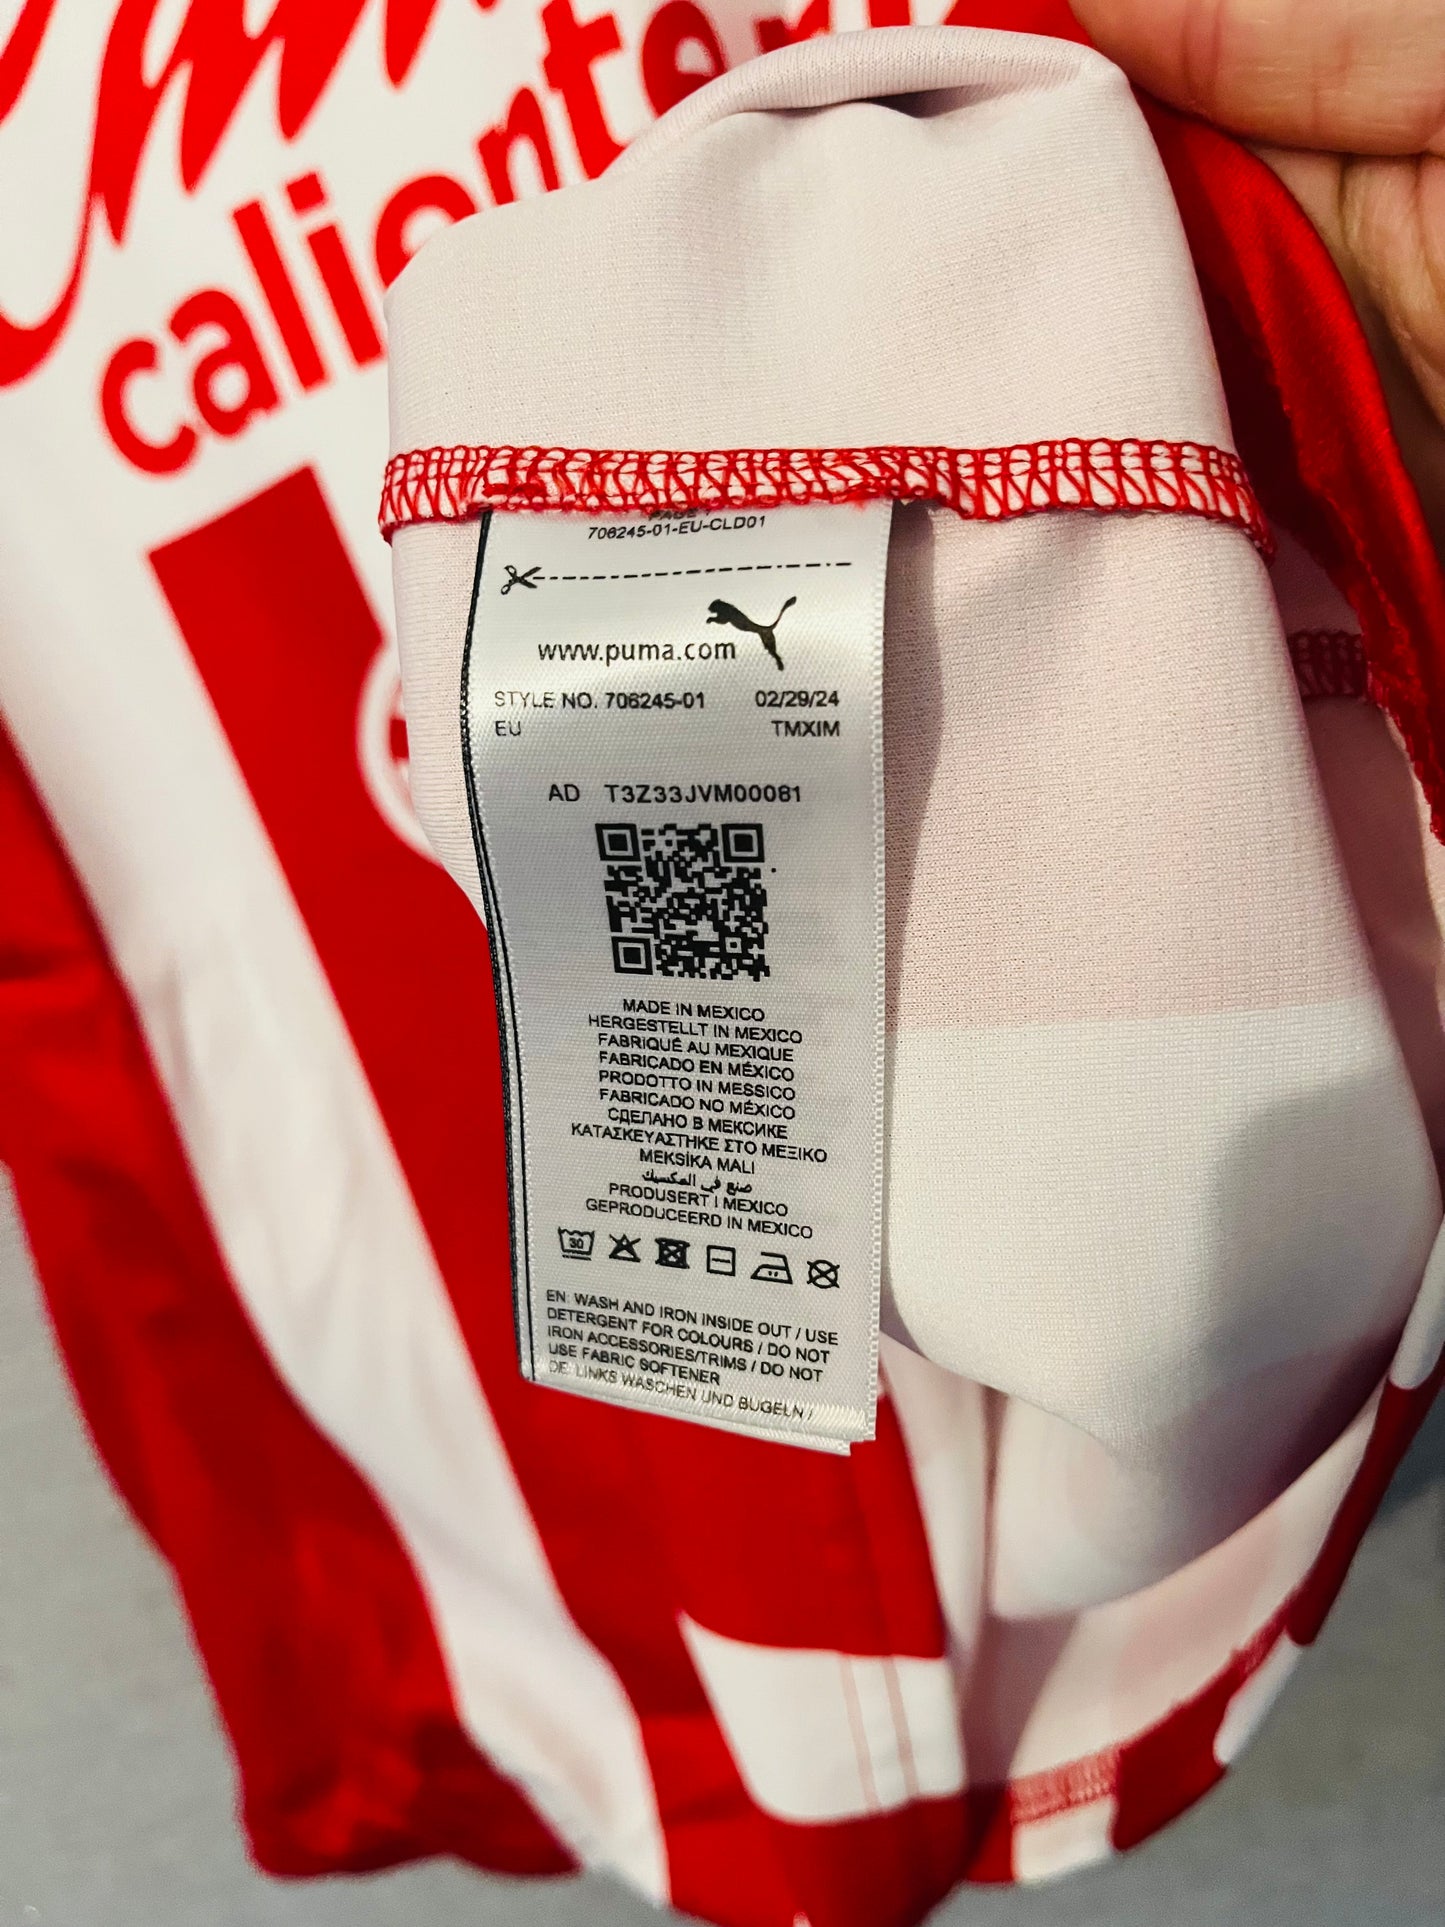 caliente
706245-01-EU-CLD01
www.puma.com
STYLE NO. 706245-01 02/29/24
EU TMXIM
AD T3Z33JVM00081
MADE IN MEXICO
HERGESTELLT IN MEXICO
FABRIQUÉ AU MEXIQUE
FABRICADO EN MÉXICO
PRODOTTO IN MESSICO
FABRICADO NO MÉXICO
СДЕЛАНО В МЕКСИКЕ
ΚΑΤΑΣΚΕΥΑΣΤΗΚΕ ΣΤΟ ΜΕΞΙΚΟ
MEKSİKA MALI
صنع في المكسيك
PRODUSERT I MEXICO
GEPRODUCEERD IN MEXICO
30
EN: WASH AND IRON INSIDE OUT / USE
DETERGENT FOR COLOURS / DO NOT
IRON ACCESSORIES/TRIMS / DO NOT
USE FABRIC SOFTENER
DE: LINKS WASCHEN UND BÜGELN /